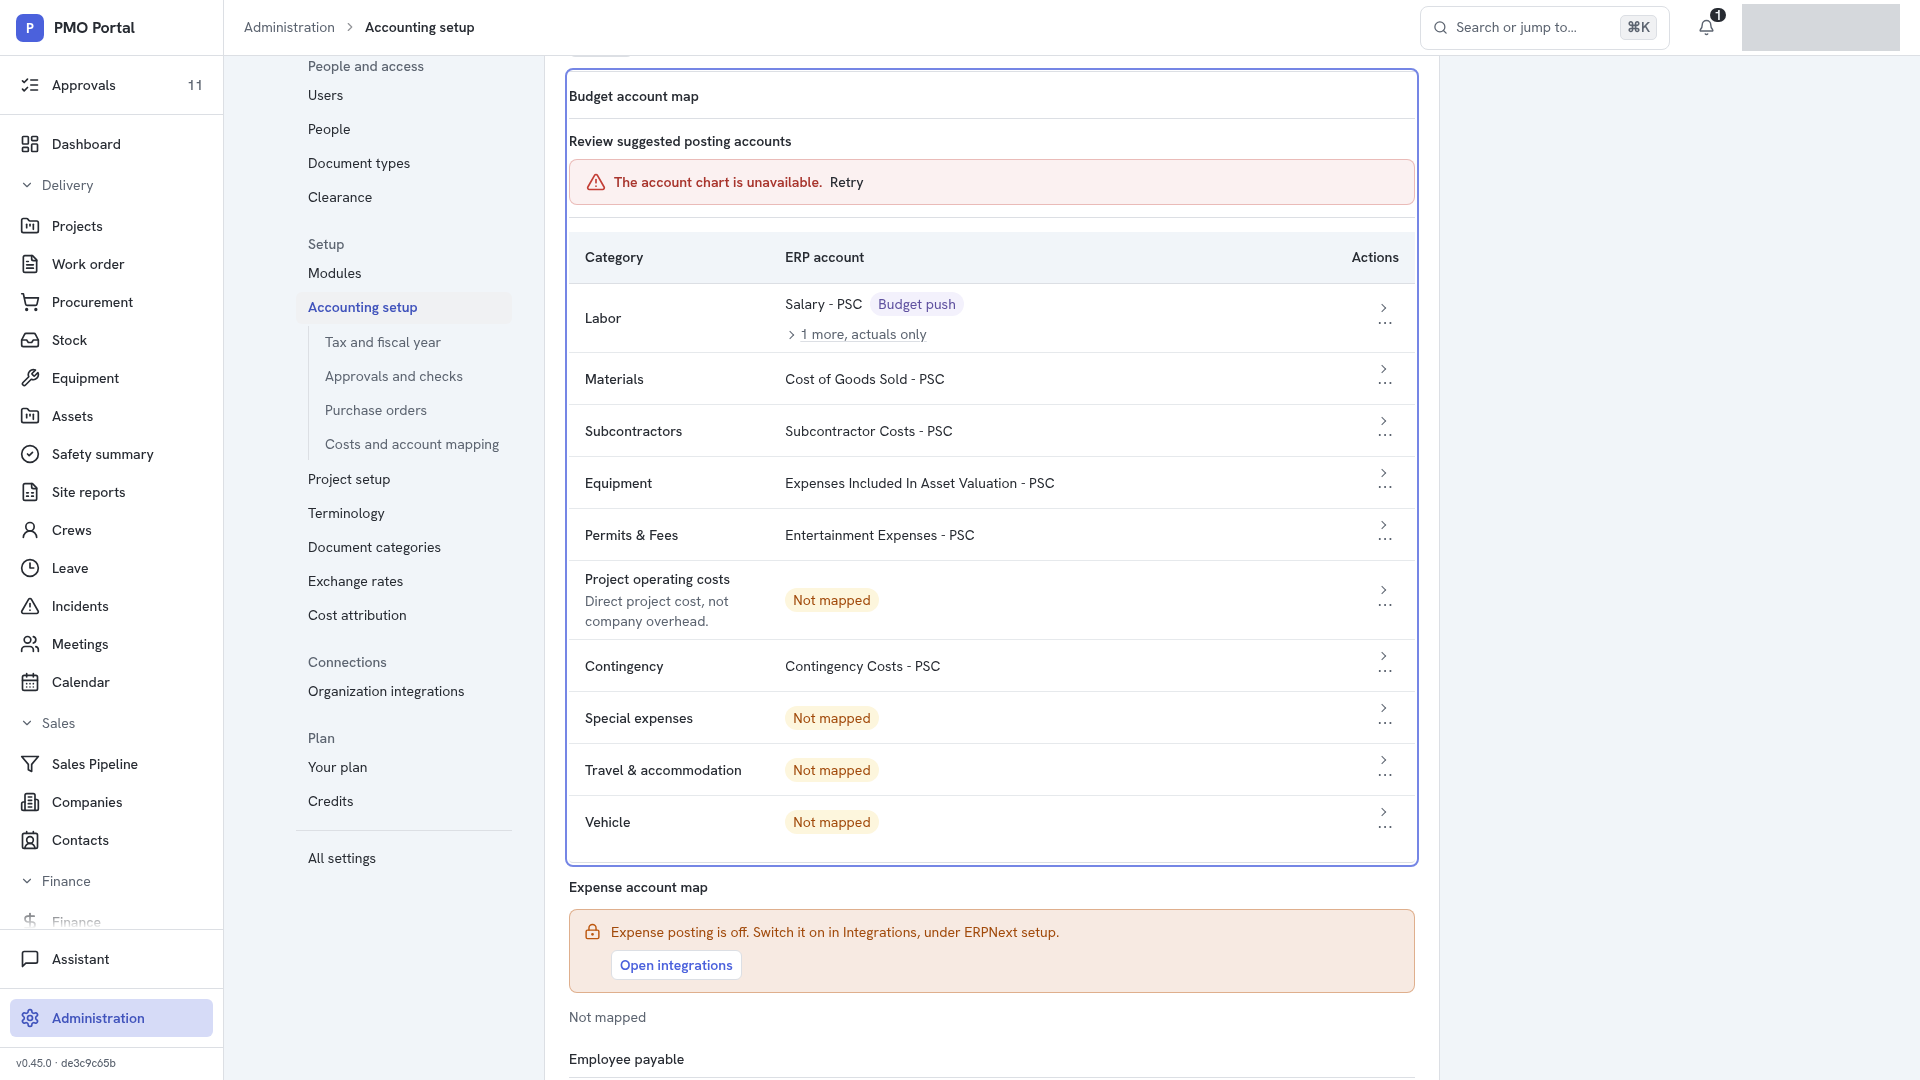 P PMO Portal
Administration > Accounting setup
Search or jump to... ⌘K
1
Approvals 11
Dashboard
Delivery
Projects
Work order
Procurement
Stock
Equipment
Assets
Safety summary
Site reports
Crews
Leave
Incidents
Meetings
Calendar
Sales
Sales Pipeline
Companies
Contacts
Finance
Finance
Assistant
Administration
v0.45.0 · de3c9c65b
People and access
Users
People
Document types
Clearance
Setup
Modules
Accounting setup
Tax and fiscal year
Approvals and checks
Purchase orders
Costs and account mapping
Project setup
Terminology
Document categories
Exchange rates
Cost attribution
Connections
Organization integrations
Plan
Your plan
Credits
All settings
Budget account map
Review suggested posting accounts
The account chart is unavailable. Retry
Category ERP account Actions
Labor Salary - PSC Budget push
1 more, actuals only
Materials Cost of Goods Sold - PSC
Subcontractors Subcontractor Costs - PSC
Equipment Expenses Included In Asset Valuation - PSC
Permits & Fees Entertainment Expenses - PSC
Project operating costs
Direct project cost, not
company overhead.
Not mapped
Contingency Contingency Costs - PSC
Special expenses Not mapped
Travel & accommodation Not mapped
Vehicle Not mapped
Expense account map
Expense posting is off. Switch it on in Integrations, under ERPNext setup.
Open integrations
Not mapped
Employee payable